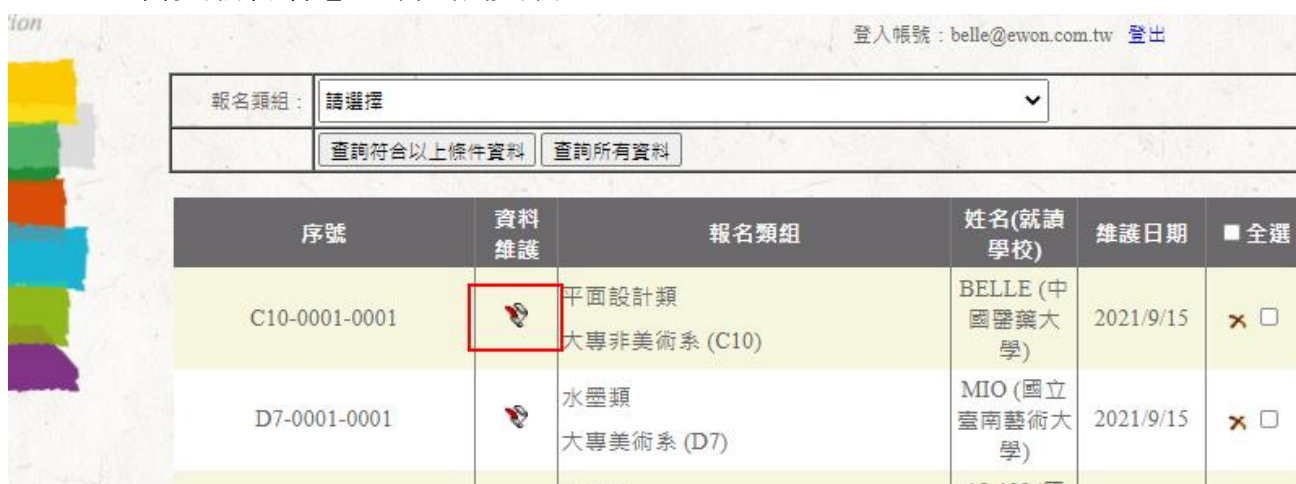 tion
登入帳號：belle@ewon.com.tw 登出
報名類組： 請選擇
查詢符合以上條件資料 查詢所有資料
序號 資料維護 報名類組 姓名(就讀學校) 維護日期 全選
C10-0001-0001
平面設計類
大專非美術系 (C10)
BELLE (中
國醫藥大
學)
2021/9/15
D7-0001-0001
水墨類
大專美術系 (D7)
MIO (國立
臺南藝術大
學)
2021/9/15